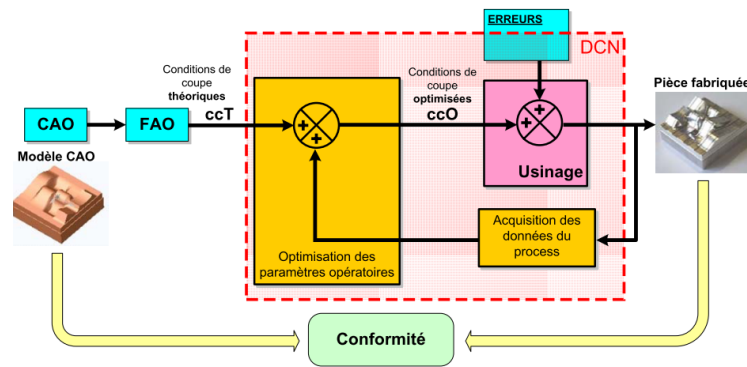 ERREURS
DCN
Conditions de
coupe
théoriques
ccT
Conditions de
coupe
optimisées
ccO
Pièce fabriquée
CAO
FAO
Modèle CAO
+
+
+
+
Usinage
Optimisation des
paramètres opératoires
Acquisition des
données du
process
Conformité